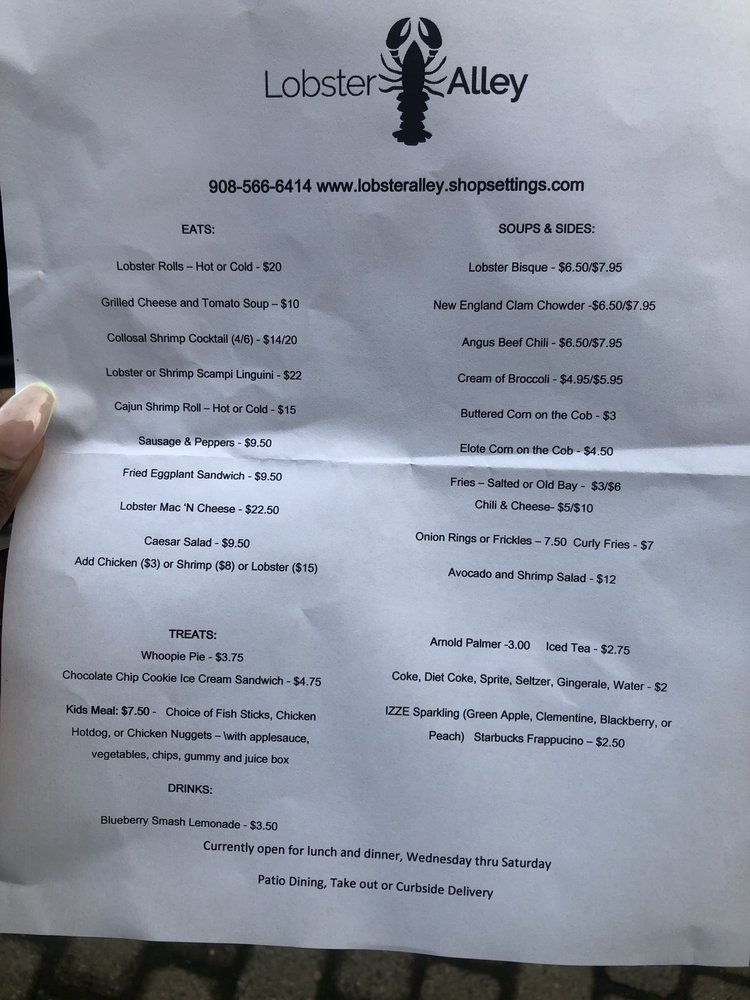 Lobster Alley
908-566-6414 www.lobsteralley.shopsettings.com
EATS:
Lobster Rolls – Hot or Cold - $20
Grilled Cheese and Tomato Soup – $10
Collosal Shrimp Cocktail (4/6) - $14/20
Lobster or Shrimp Scampi Linguini - $22
Cajun Shrimp Roll – Hot or Cold - $15
Sausage & Peppers - $9.50
Fried Eggplant Sandwich - $9.50
Lobster Mac 'N Cheese - $22.50
Caesar Salad - $9.50
Add Chicken ($3) or Shrimp ($8) or Lobster ($15)
TREATS:
Whoopie Pie - $3.75
Chocolate Chip Cookie Ice Cream Sandwich - $4.75
Kids Meal: $7.50 - Choice of Fish Sticks, Chicken
Hotdog, or Chicken Nuggets – \with applesauce,
vegetables, chips, gummy and juice box
DRINKS:
Blueberry Smash Lemonade - $3.50
SOUPS & SIDES:
Lobster Bisque - $6.50/$7.95
New England Clam Chowder -$6.50/$7.95
Angus Beef Chili - $6.50/$7.95
Cream of Broccoli - $4.95/$5.95
Buttered Corn on the Cob - $3
Elote Corn on the Cob - $4.50
Fries – Salted or Old Bay - $3/$6
Chili & Cheese- $5/$10
Onion Rings or Frickles – 7.50 Curly Fries - $7
Avocado and Shrimp Salad - $12
Arnold Palmer -3.00 Iced Tea - $2.75
Coke, Diet Coke, Sprite, Seltzer, Gingerale, Water - $2
IZZE Sparkling (Green Apple, Clementine, Blackberry, or
Peach) Starbucks Frappucino – $2.50
Currently open for lunch and dinner, Wednesday thru Saturday
Patio Dining, Take out or Curbside Delivery